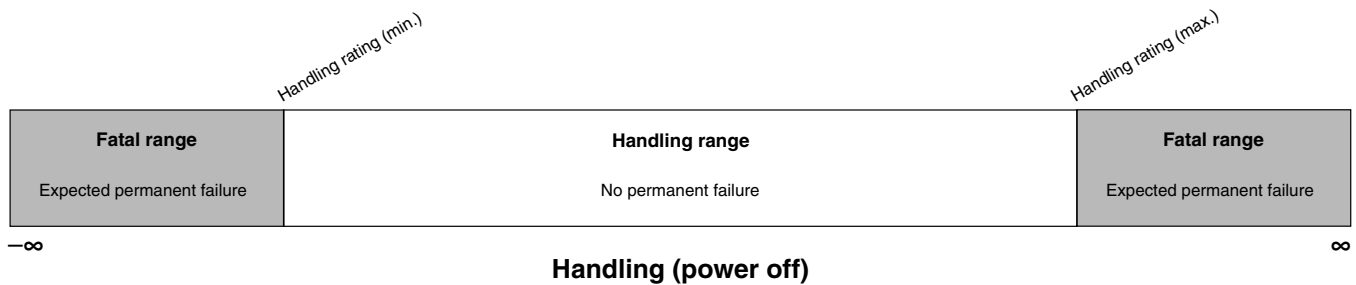 Handling rating (min.)
Handling rating (max.)
Fatal range
Handling range
Fatal range
Expected permanent failure
No permanent failure
Expected permanent failure
–∞
∞
Handling (power off)